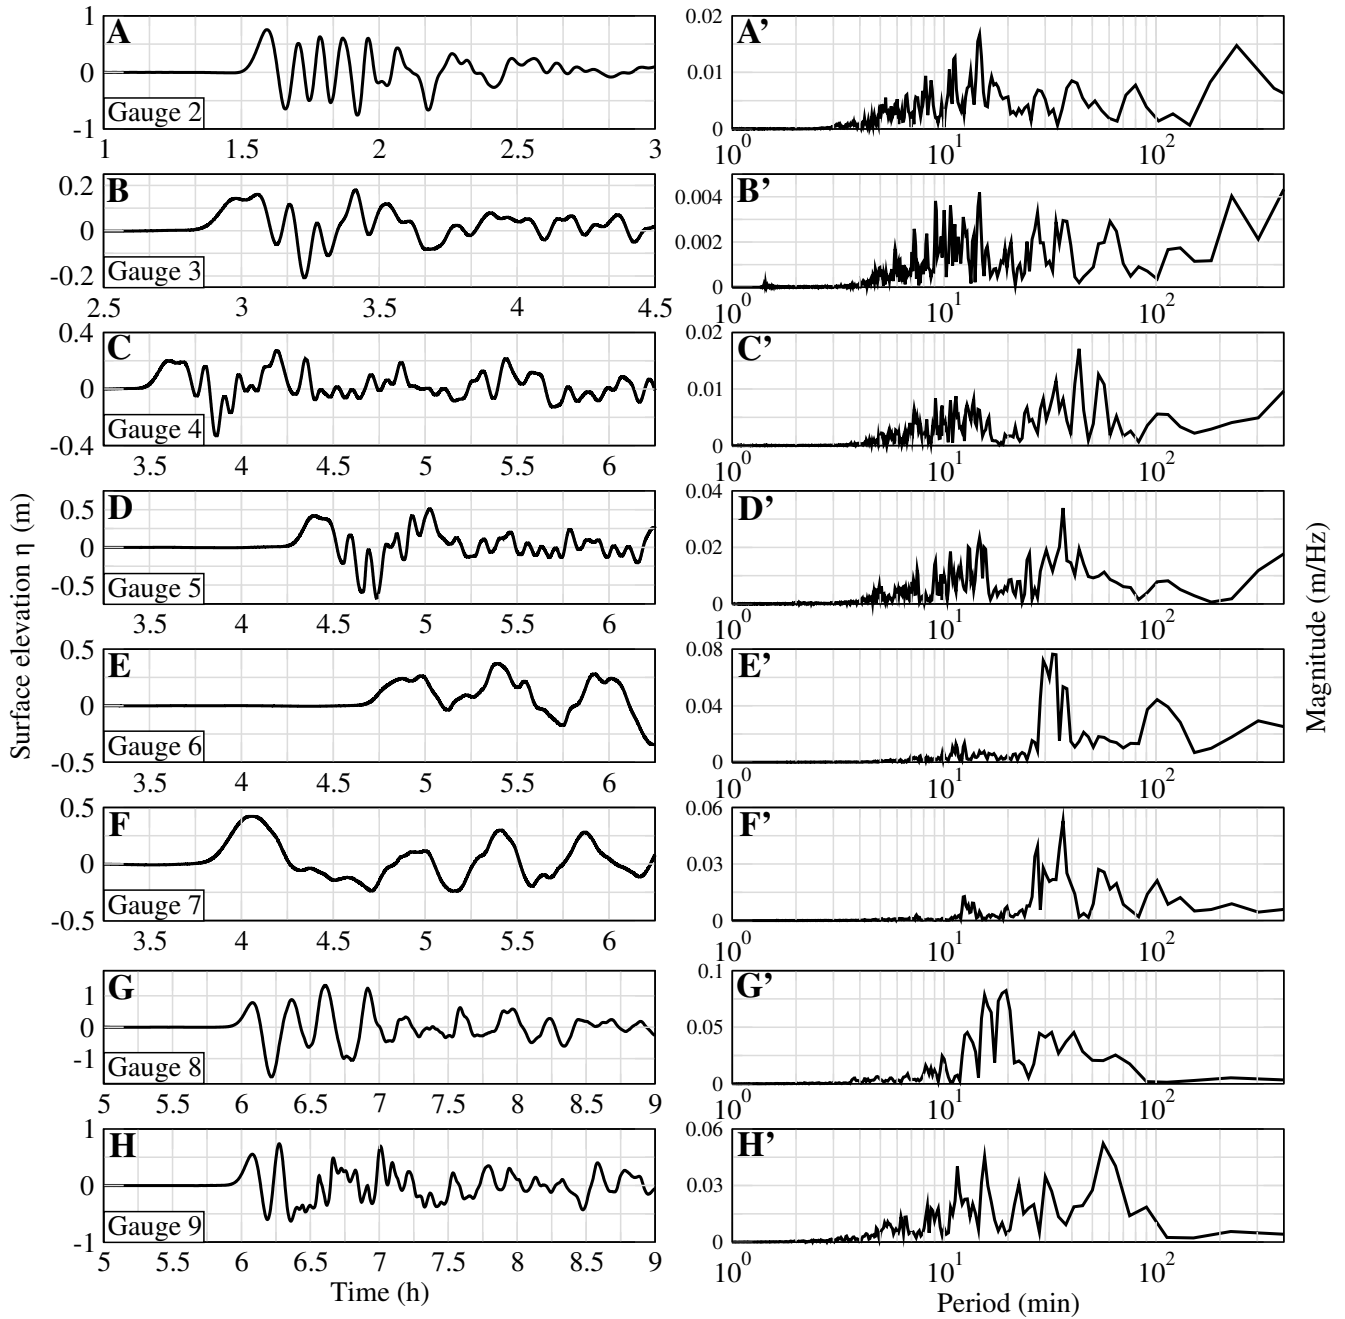 1 A 0.02 A’
0 0.01
-1 Gauge 2 0
1 1.5 2 2.5 3 10^0 10^1 10^2
0.2 B 0.004 B’
0 0.002
-0.2 Gauge 3 0
2.5 3 3.5 4 4.5 10^0 10^1 10^2
0.4 C 0.02 C’
0 0.01
-0.4 Gauge 4 0
3.5 4 4.5 5 5.5 6 10^0 10^1 10^2
0.5 D 0.04 D’
0 0.02
-0.5 Gauge 5 0
3.5 4 4.5 5 5.5 6 10^0 10^1 10^2
0.5 E 0.08 E’
0 0.04
-0.5 Gauge 6 0
3.5 4 4.5 5 5.5 6 10^0 10^1 10^2
0.5 F 0.06 F’
0 0.03
-0.5 Gauge 7 0
3.5 4 4.5 5 5.5 6 10^0 10^1 10^2
1 G 0.1 G’
0 0.05
-1 Gauge 8 0
5 5.5 6 6.5 7 7.5 8 8.5 9 10^0 10^1 10^2
1 H 0.06 H’
0 0.03
-1 Gauge 9 0
5 5.5 6 6.5 7 7.5 8 8.5 9 10^0 10^1 10^2
Time (h) Period (min)
Surface elevation η (m)
Magnitude (m/Hz)